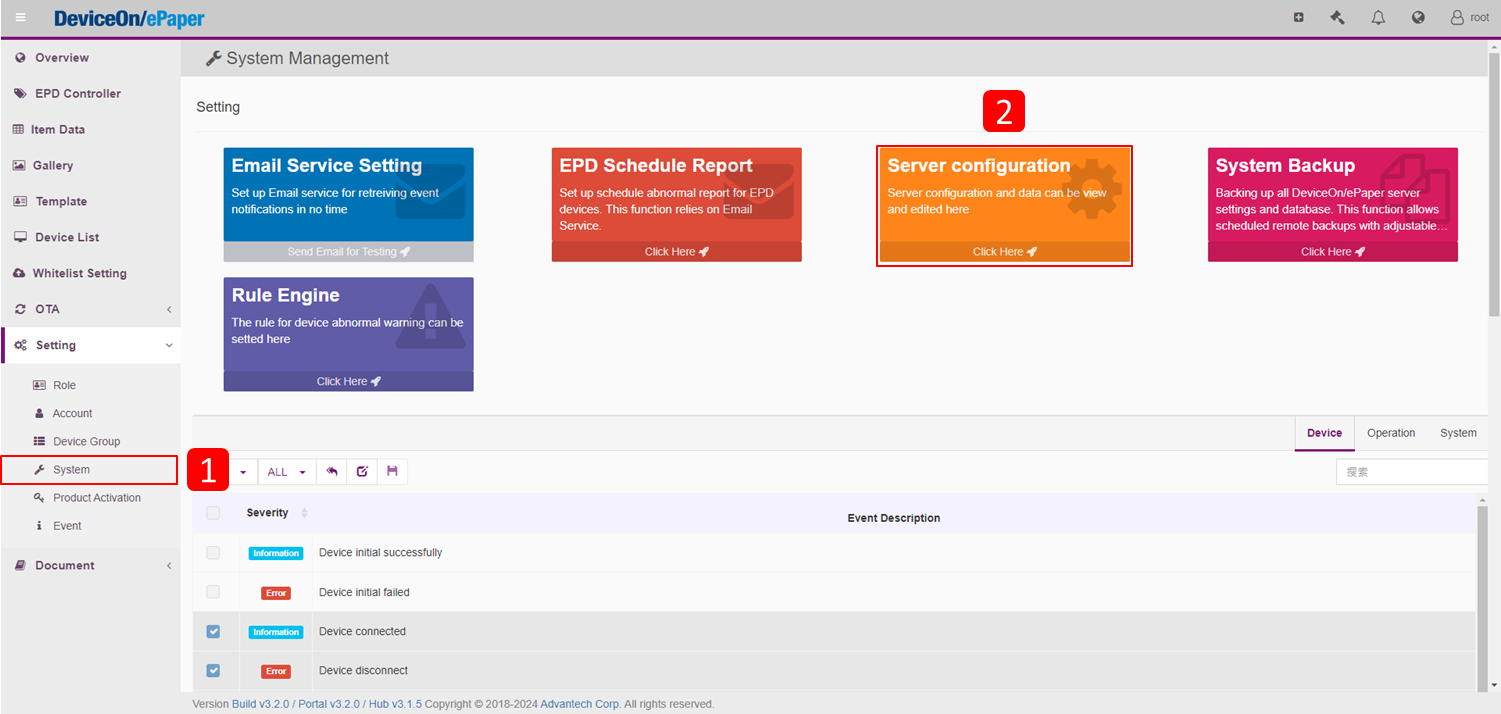 DeviceOn/ePaper
root
Overview
EPD Controller
Item Data
Gallery
Template
Device List
Whitelist Setting
OTA
Setting
Role
Account
Device Group
System
Product Activation
Event
Document
System Management
Setting
2
Email Service Setting
Set up Email service for retreiving event
notifications in no time
Send Email for Testing
EPD Schedule Report
Set up schedule abnormal report for EPD
devices. This function relies on Email
Service.
Click Here
Server configuration
Server configuration and data can be view
and edited here
Click Here
System Backup
Backing up all DeviceOn/ePaper server
settings and database. This function allows
scheduled remote backups with adjustable...
Click Here
Rule Engine
The rule for device abnormal warning can be
setted here
Click Here
Device Operation System
1
ALL
搜索
Severity Event Description
Information Device initial successfully
Error Device initial failed
Information Device connected
Error Device disconnect
Version Build v3.2.0 / Portal v3.2.0 / Hub v3.1.5 Copyright © 2018-2024 Advantech Corp. All rights reserved.